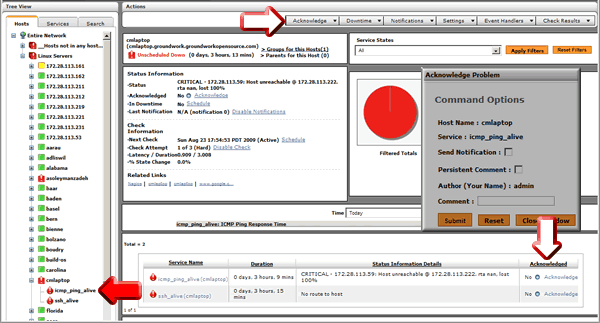 Tree View
Hosts
Services
Search
Entire Network
__Hosts not in any host...
Linux Servers
172.28.113.161
172.28.113.162
172.28.113.211
172.28.113.212
172.28.113.219
172.28.113.221
172.28.113.231
172.28.113.53
aarau
adliswil
alabama
asoleymanzadeh
baar
baden
basel
bern
bienne
bolzano
boudry
build-os
carolina
cmlaptop
icmp_ping_alive
ssh_alive
florida
Actions
Acknowledge
Downtime
Notifications
Settings
Event Handlers
Check Results
cmlaptop
(cmlaptop.groundwork.groundworkopensource.com)
Unscheduled Down (0 days, 3 hours, 13 mins)
> Groups for this Host(1)
> Parents for this Host (0)
Service Status
All
Apply Filters
Reset Filters
Status Information
-Status CRITICAL - 172.28.113.59: Host unreachable @ 172.28.113.222. rta nan, lost 100%
-Acknowledged No Acknowledge
-In Downtime No Schedule
-Last Notification N/A (notification 0) Disable Notifications
Check Information
-Next Check Sun Aug 23 17:54:53 PDT 2009 (Active) Schedule
-Check Attempt 1 of 3 (Hard) Disable Check
-Latency / Duration 0.909 / 3.008
-% State Change 0.0%
Related Links
Filtered Totals
Acknowledge Problem
Command Options
Host Name : cmlaptop
Service : icmp_ping_alive
Send Notification :
Persistent Comment :
Author (Your Name) : admin
Comment :
Submit
Reset
Close Window
Time
Today
icmp_ping_alive: ICMP Ping Response Time
Total = 2
Service Name
Duration
Status Information Details
Acknowledged
icmp_ping_alive(cmlaptop)
0 days, 3 hours, 9 mins
CRITICAL - 172.28.113.59: Host unreachable @ 172.28.113.222. rta nan, lost 100%
No Acknowledge
ssh_alive(cmlaptop)
0 days, 3 hours, 15 mins
No route to host
No Acknowledge
1 of 1